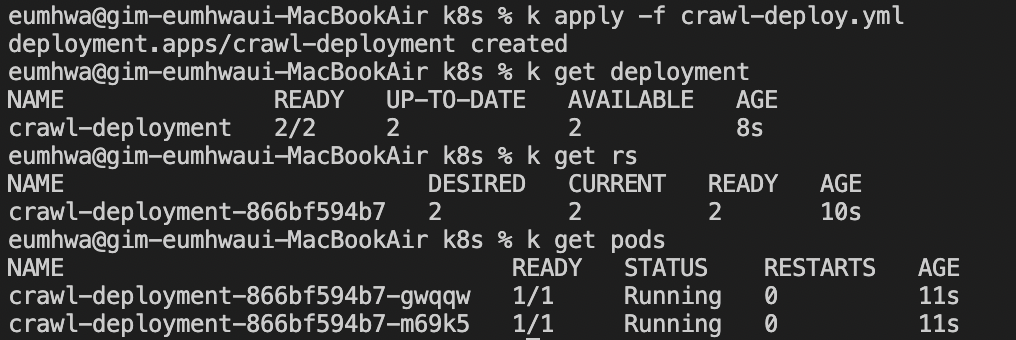 eumhwa@gim-eumhwaui-MacBookAir k8s % k apply -f crawl-deploy.yml
deployment.apps/crawl-deployment created
eumhwa@gim-eumhwaui-MacBookAir k8s % k get deployment
NAME READY UP-TO-DATE AVAILABLE AGE
crawl-deployment 2/2 2 2 8s
eumhwa@gim-eumhwaui-MacBookAir k8s % k get rs
NAME DESIRED CURRENT READY AGE
crawl-deployment-866bf594b7 2 2 2 10s
eumhwa@gim-eumhwaui-MacBookAir k8s % k get pods
NAME READY STATUS RESTARTS AGE
crawl-deployment-866bf594b7-gwqqw 1/1 Running 0 11s
crawl-deployment-866bf594b7-m69k5 1/1 Running 0 11s